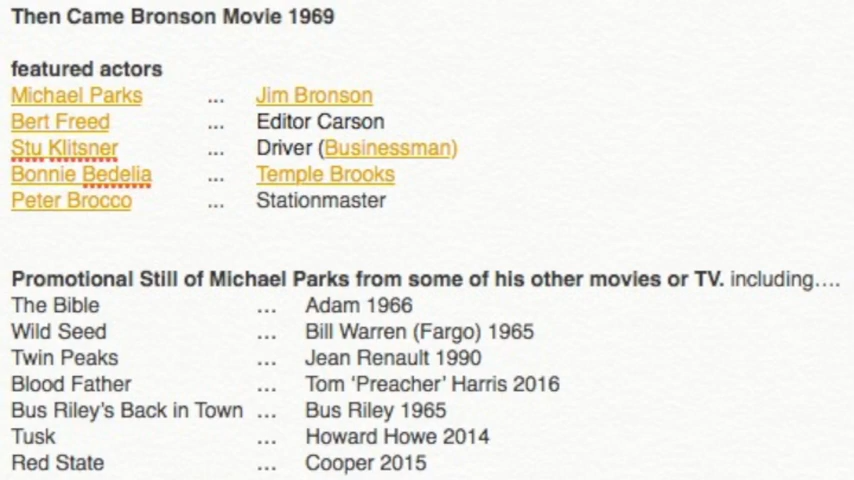 Then Came Bronson Movie 1969
featured actors
Michael Parks ... Jim Bronson
Bert Freed ... Editor Carson
Stu Klitsner ... Driver (Businessman)
Bonnie Bedelia ... Temple Brooks
Peter Brocco ... Stationmaster
Promotional Still of Michael Parks from some of his other movies or TV. including....
The Bible ... Adam 1966
Wild Seed ... Bill Warren (Fargo) 1965
Twin Peaks ... Jean Renault 1990
Blood Father ... Tom ‘Preacher’ Harris 2016
Bus Riley’s Back in Town ... Bus Riley 1965
Tusk ... Howard Howe 2014
Red State ... Cooper 2015